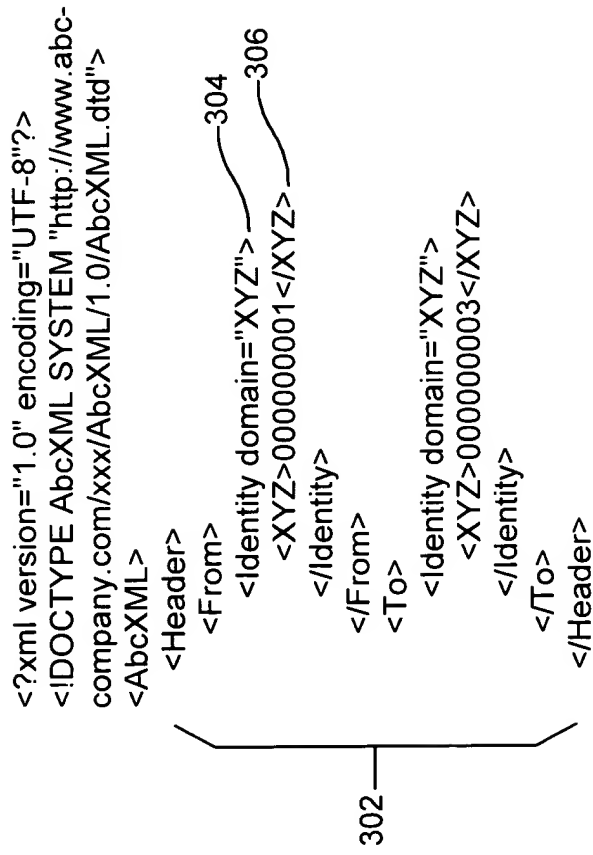 <?xml version="1.0" encoding="UTF-8"?>
<!DOCTYPE AbcXML SYSTEM "http://www.abc-
company.com/xxx/AbcXML/1.0/AbcXML.dtd">
<AbcXML>
<Header>
<From>
<Identity domain="XYZ">
304
<XYZ>000000001</XYZ>
306
</Identity>
</From>
<To>
<Identity domain="XYZ">
<XYZ>000000003</XYZ>
</Identity>
</To>
</Header>
302